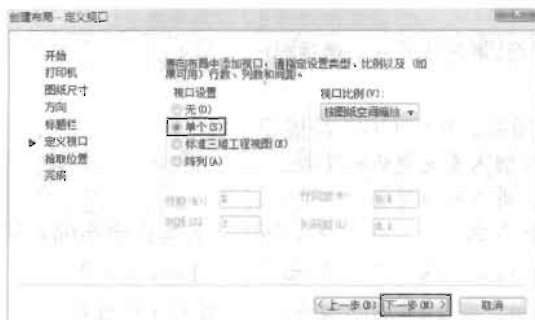 创建布局 - 定义视口
开始
打印机
图纸尺寸
方向
标题栏
定义视口
拾取位置
完成
要向布局中添加视口，请指定设置类型、比例以及（如
果可用）行数、列数和间距。
视口设置
视口比例(V):
无(O)
按图纸空间缩放
单个(S)
标准三维工程视图(E)
阵列(A)
<上一步(B)
下一步(N) >
取消